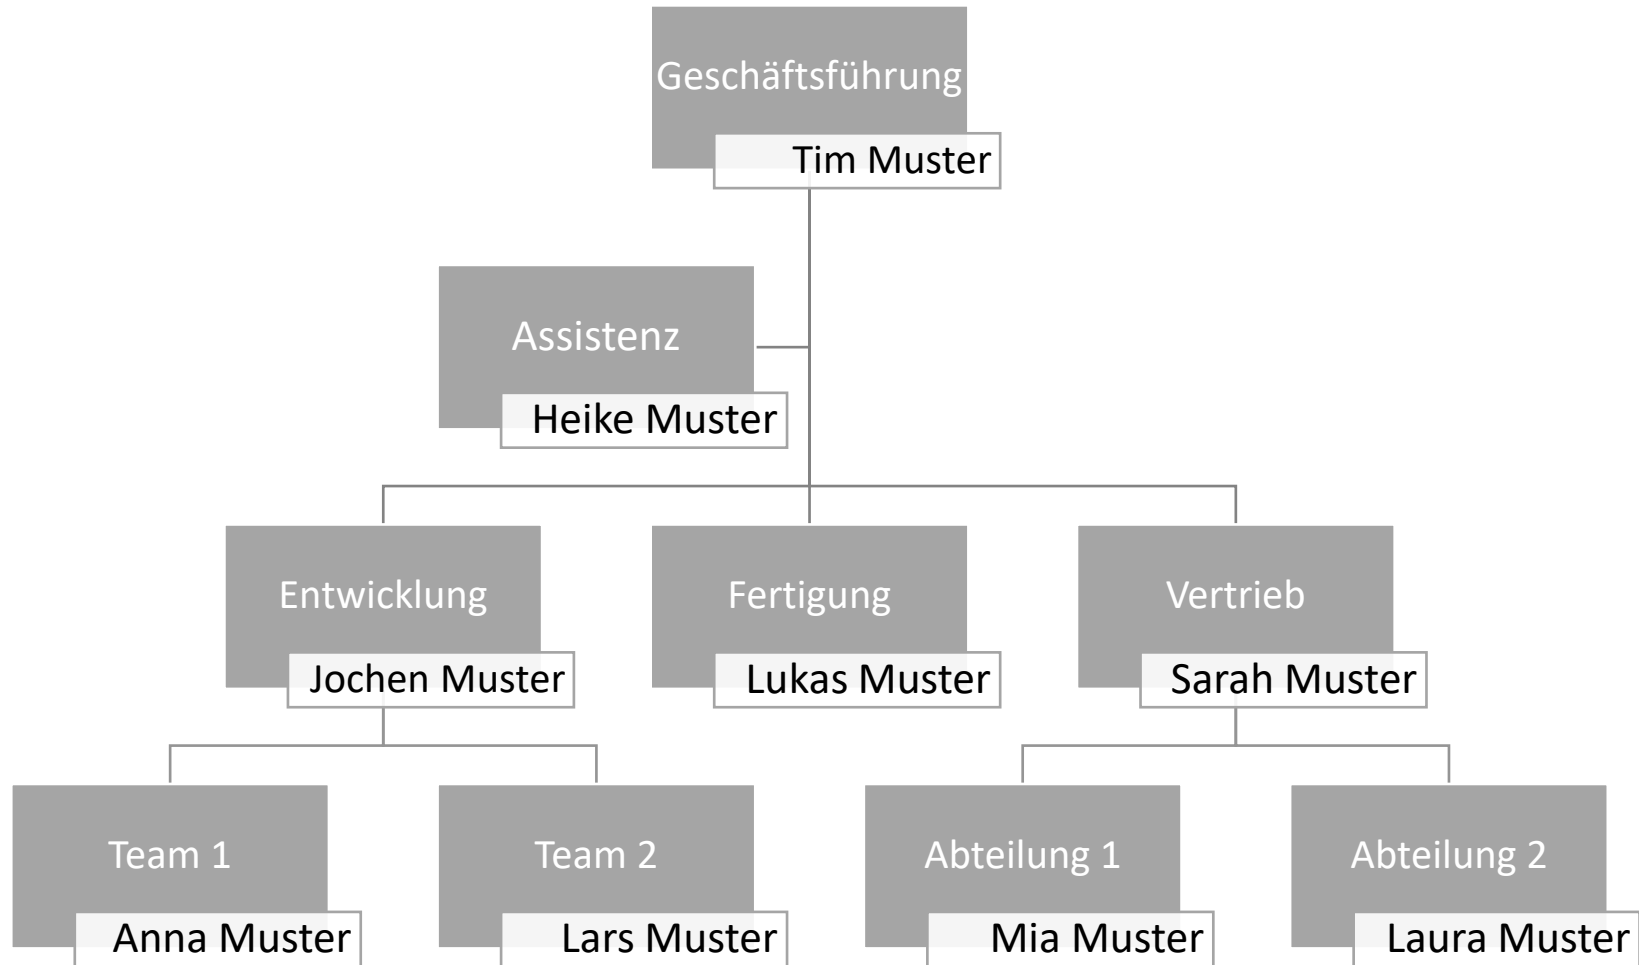 Geschäftsführung
Tim Muster
Assistenz
Heike Muster
Entwicklung
Jochen Muster
Fertigung
Lukas Muster
Vertrieb
Sarah Muster
Team 1
Anna Muster
Team 2
Lars Muster
Abteilung 1
Mia Muster
Abteilung 2
Laura Muster